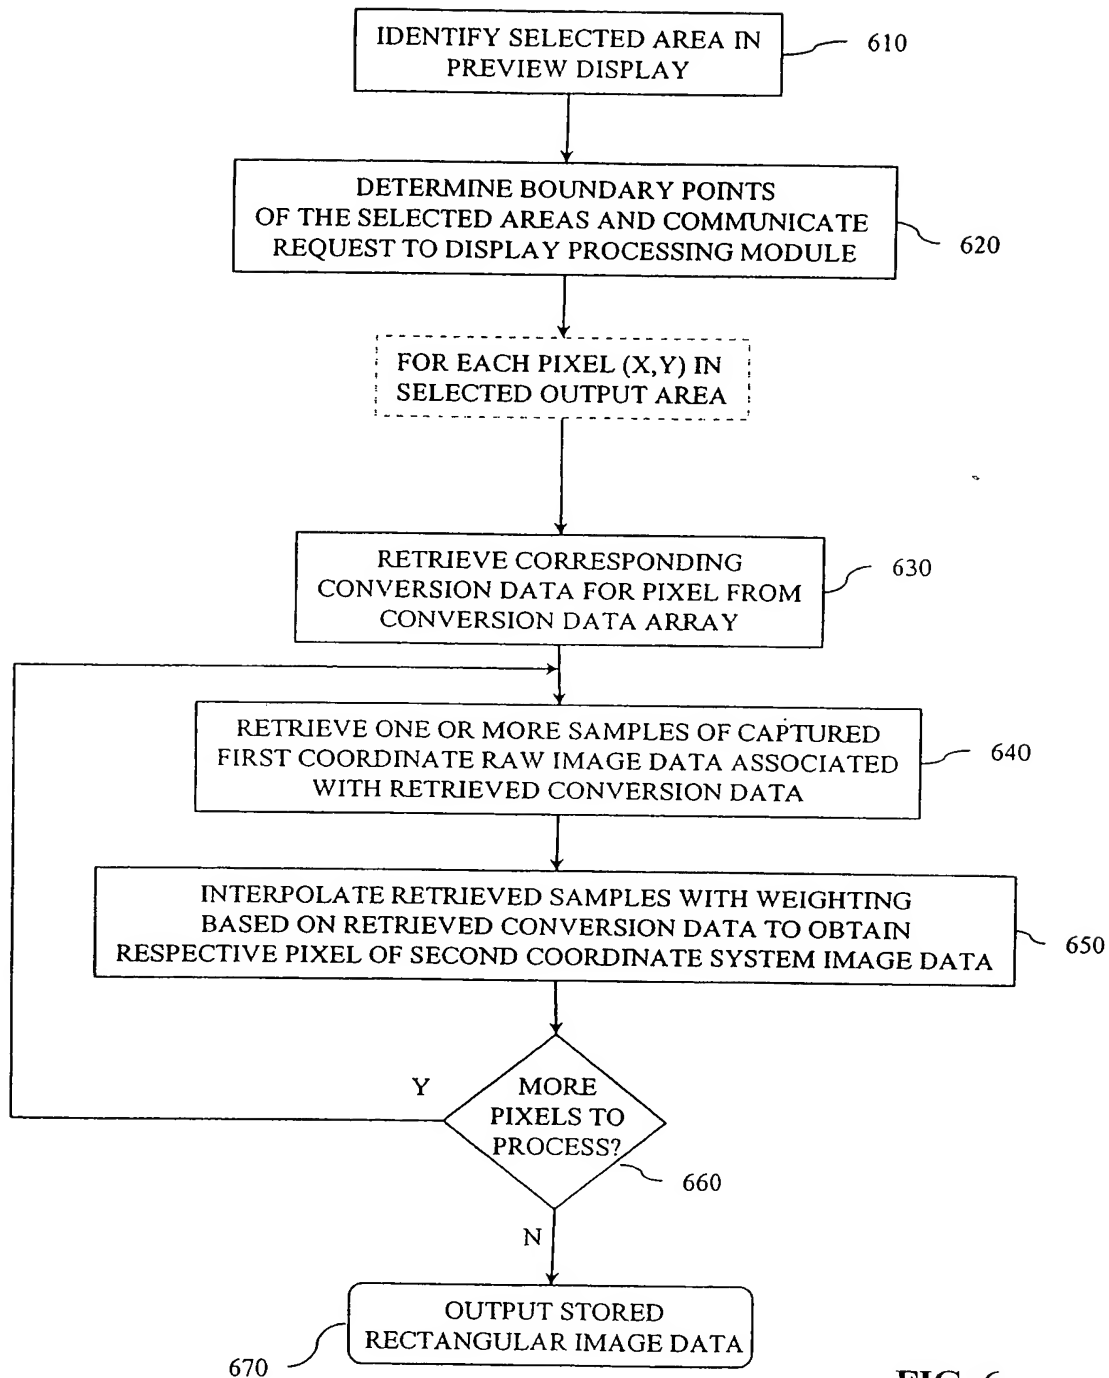 IDENTIFY SELECTED AREA IN
PREVIEW DISPLAY
610
DETERMINE BOUNDARY POINTS
OF THE SELECTED AREAS AND COMMUNICATE
REQUEST TO DISPLAY PROCESSING MODULE
620
FOR EACH PIXEL (X,Y) IN
SELECTED OUTPUT AREA
RETRIEVE CORRESPONDING
CONVERSION DATA FOR PIXEL FROM
CONVERSION DATA ARRAY
630
RETRIEVE ONE OR MORE SAMPLES OF CAPTURED
FIRST COORDINATE RAW IMAGE DATA ASSOCIATED
WITH RETRIEVED CONVERSION DATA
640
INTERPOLATE RETRIEVED SAMPLES WITH WEIGHTING
BASED ON RETRIEVED CONVERSION DATA TO OBTAIN
RESPECTIVE PIXEL OF SECOND COORDINATE SYSTEM IMAGE DATA
650
Y
MORE
PIXELS TO
PROCESS?
660
N
OUTPUT STORED
RECTANGULAR IMAGE DATA
670
FIG. 6